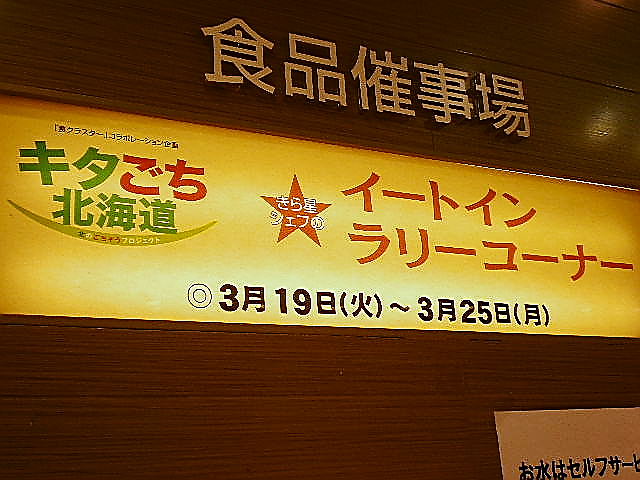 食品催事場
「食クラスター」コラボレーション企画
キタごち
北海道
きら星
シェフの
イートイン
ラリーコーナー
◎3月19日(火)～3月25日(月)
お水はセルフサービ